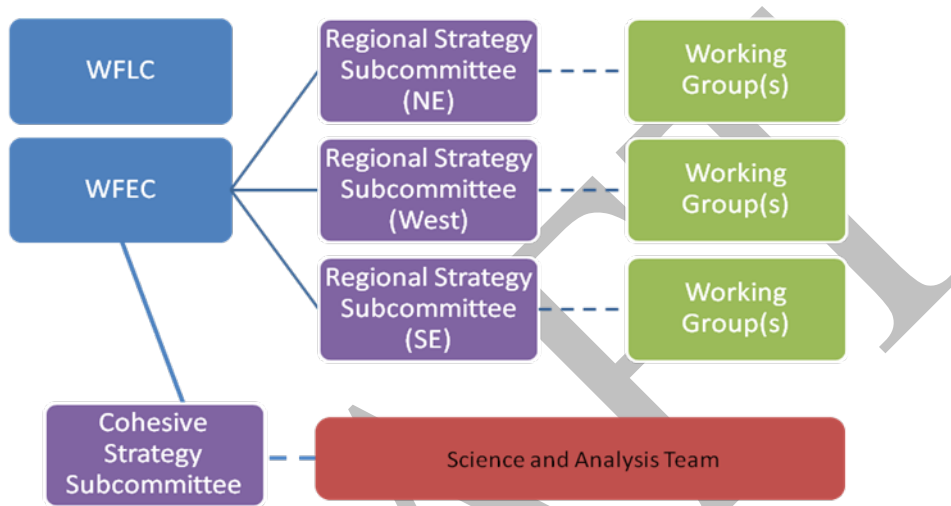 WFLC
Regional Strategy
Subcommittee
(NE)
Working
Group(s)
WFEC
Regional Strategy
Subcommittee
(West)
Working
Group(s)
Regional Strategy
Subcommittee
(SE)
Working
Group(s)
Cohesive
Strategy
Subcommittee
Science and Analysis Team